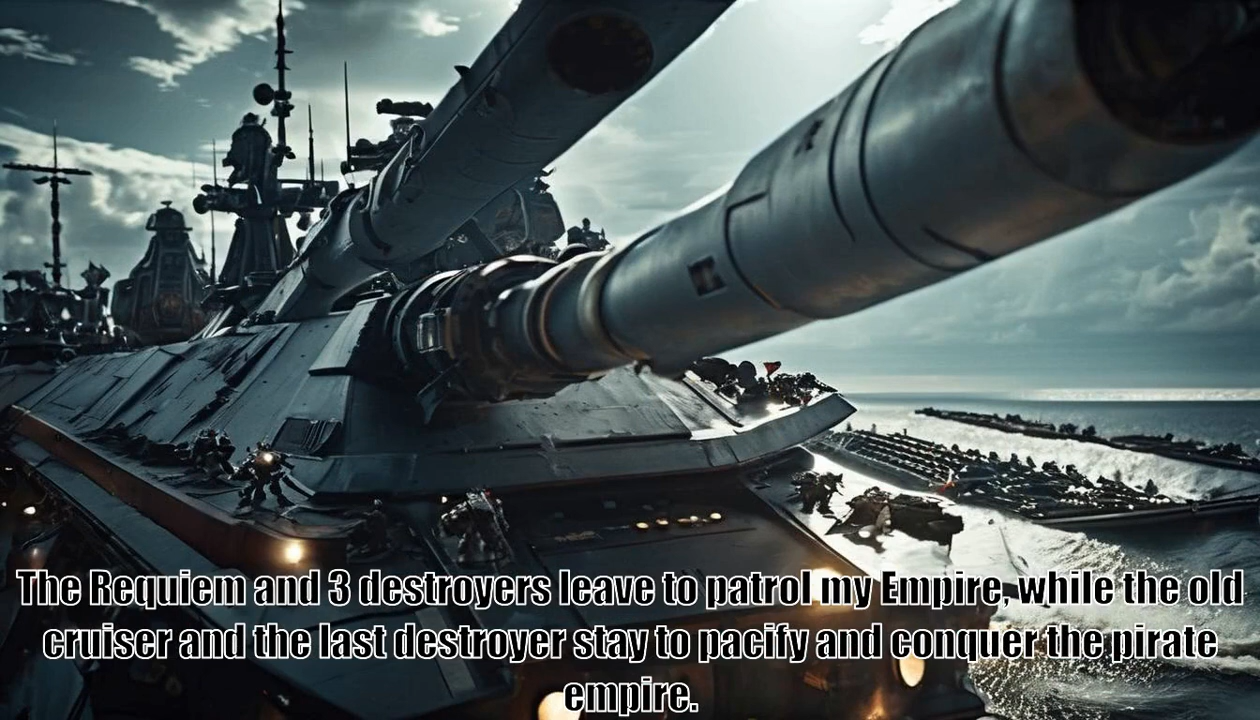 The Requiem and 3 destroyers leave to patrol my Empire, while the old
cruiser and the last destroyer stay to pacify and conquer the pirate
empire.